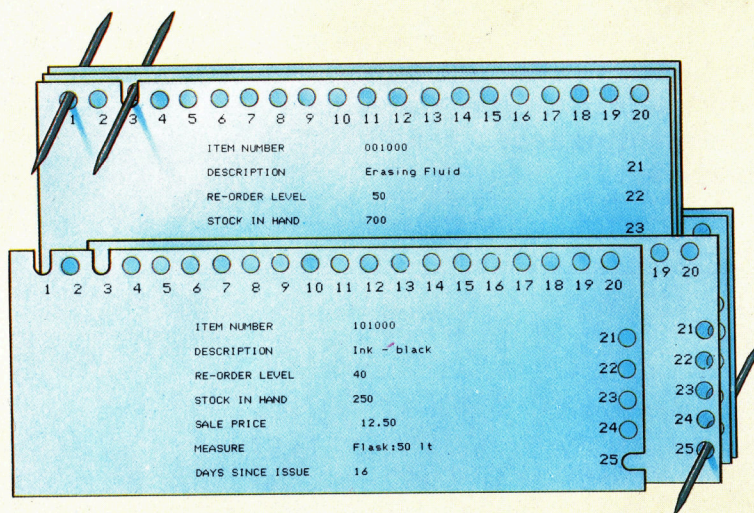 1 2 3 4 5 6 7 8 9 10 11 12 13 14 15 16 17 18 19 20
ITEM NUMBER 001000
DESCRIPTION Erasing Fluid 21
RE-ORDER LEVEL 50 22
STOCK IN HAND 700 23
19 20
1 2 3 4 5 6 7 8 9 10 11 12 13 14 15 16 17 18 19 20
ITEM NUMBER 101000
21 21
DESCRIPTION Ink - black
RE-ORDER LEVEL 40 22 22
STOCK IN HAND 250 23 23
SALE PRICE 12.50 24 24
MEASURE Flask:50 lt
25 25
DAYS SINCE ISSUE 16